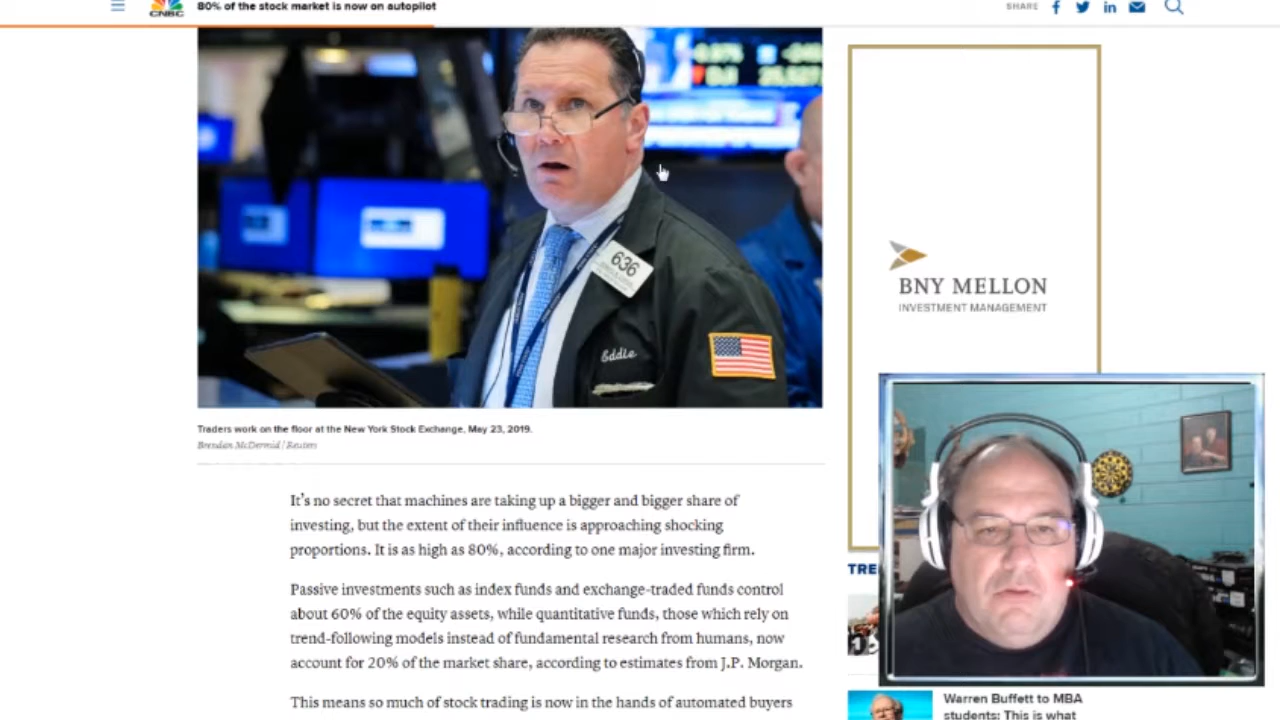 CNBC
80% of the stock market is now on autopilot
SHARE
636
Eddie
BNY MELLON
INVESTMENT MANAGEMENT
Traders work on the floor at the New York Stock Exchange, May 23, 2019.
Brendan McDermid | Reuters
It's no secret that machines are taking up a bigger and bigger share of
investing, but the extent of their influence is approaching shocking
proportions. It is as high as 80%, according to one major investing firm.
TRE
Passive investments such as index funds and exchange-traded funds control
about 60% of the equity assets, while quantitative funds, those which rely on
trend-following models instead of fundamental research from humans, now
account for 20% of the market share, according to estimates from J.P. Morgan.
This means so much of stock trading is now in the hands of automated buyers
Warren Buffett to MBA
students: This is what